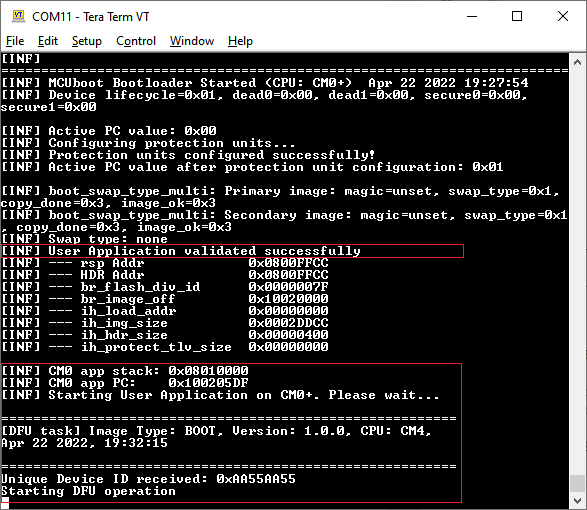 COM11 - Tera Term VT
File Edit Setup Control Window Help
[INF]
=======================================================================
[INF] MCUboot Bootloader Started (CPU: CM0+)  Apr 22 2022 19:27:54
[INF] Device lifecycle=0x01, dead0=0x00, dead1=0x00, secure0=0x00,
secure1=0x00
[INF] Active PC value: 0x00
[INF] Configuring protection units...
[INF] Protection units configured successfully!
[INF] Active PC value after protection unit configuration: 0x01
[INF] boot_swap_type_multi: Primary image: magic=unset, swap_type=0x1,
copy_done=0x3, image_ok=0x3
[INF] boot_swap_type_multi: Secondary image: magic=unset, swap_type=0x1
, copy_done=0x3, image_ok=0x3
[INF] Swap type: none
[INF] User Application validated successfully
[INF] --- rsp Addr             0x0800FFCC
[INF] --- HDR Addr             0x0800FFCC
[INF] --- br_flash_div_id      0x0000007F
[INF] --- br_image_off         0x10020000
[INF] --- ih_load_addr         0x00000000
[INF] --- ih_img_size          0x0002DDCC
[INF] --- ih_hdr_size          0x00000400
[INF] --- ih_protect_tlv_size  0x00000000
[INF] CM0 app stack: 0x08010000
[INF] CM0 app PC:    0x100205DF
[INF] Starting User Application on CM0+. Please wait...
=========================================================
[DFU task] Image Type: BOOT, Version: 1.0.0, CPU: CM4,
Apr 22 2022, 19:32:15
=========================================================
Unique Device ID received: 0xAA55AA55
Starting DFU operation